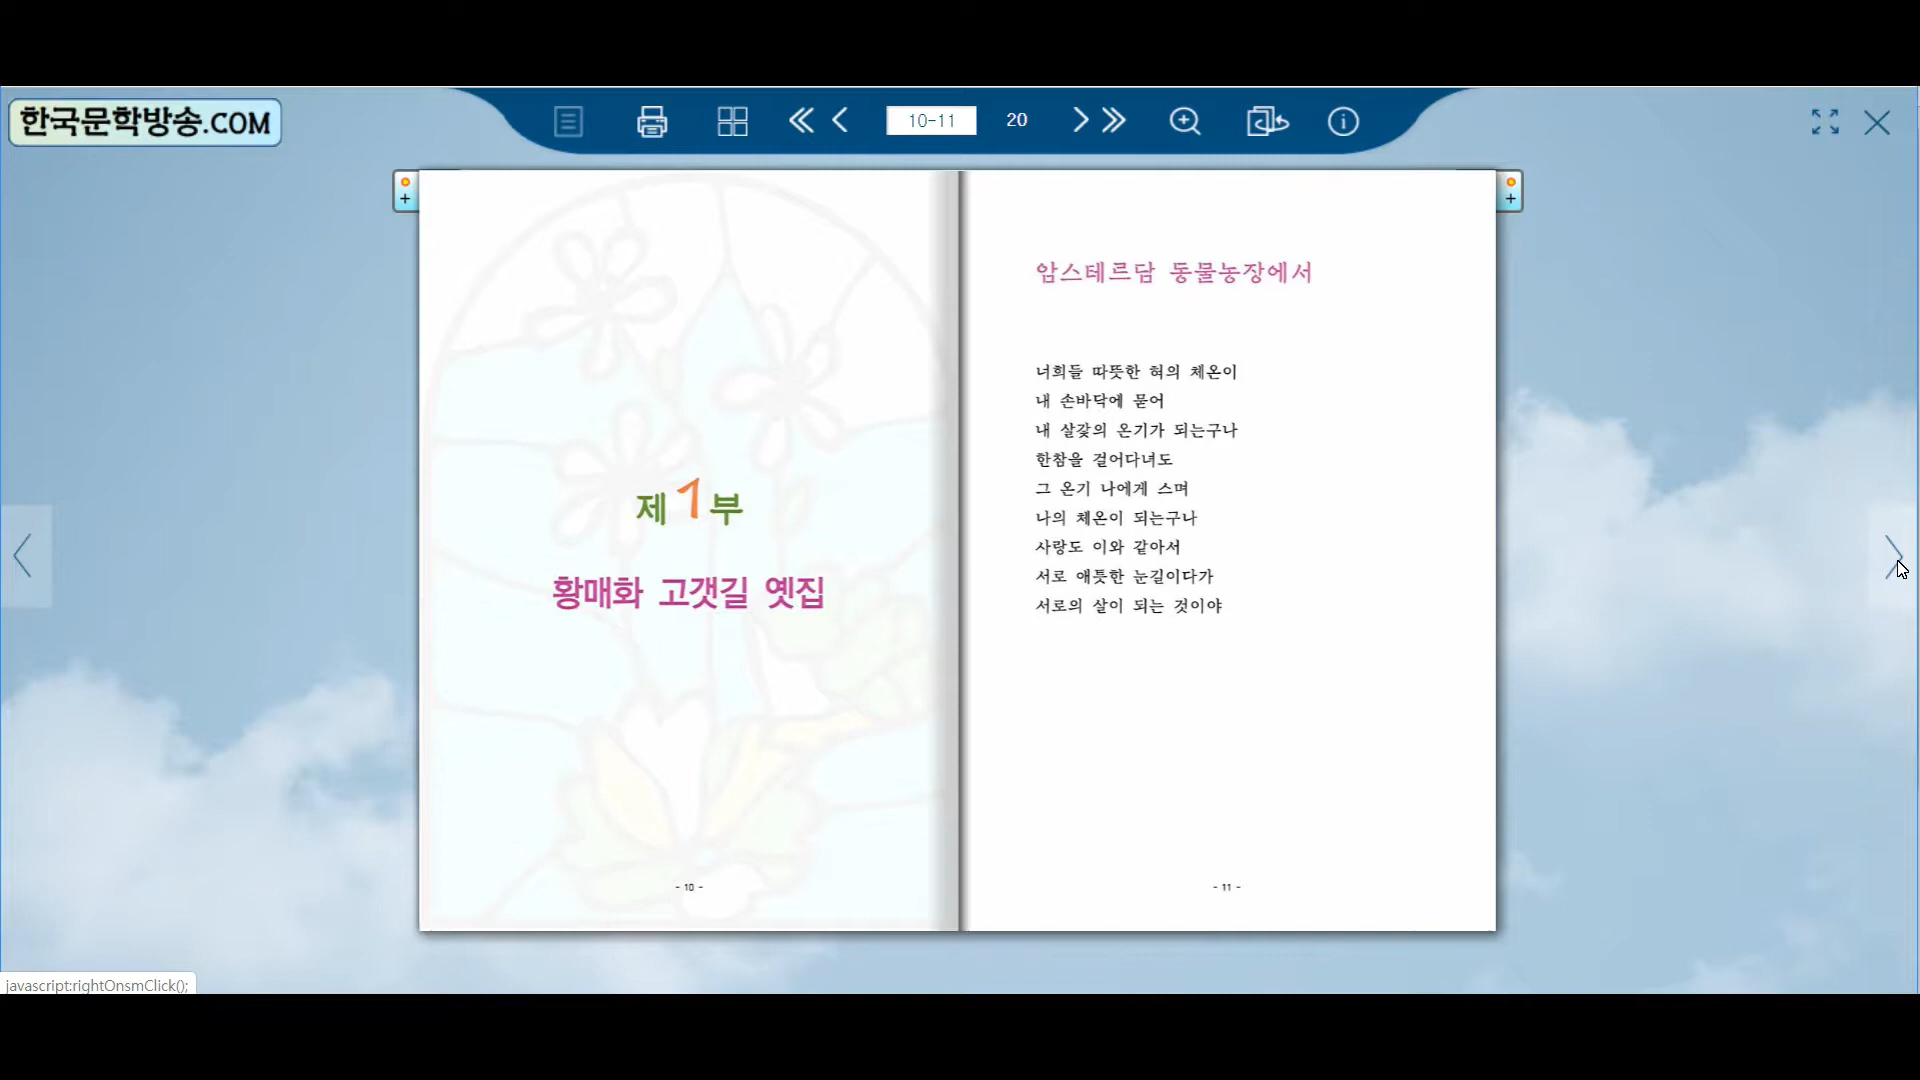 한국문학방송.COM
10-11
20
제1부
황매화 고갯길 옛집
- 10 -
암스테르담 동물농장에서
너희들 따뜻한 혀의 체온이
내 손바닥에 묻어
내 살갗의 온기가 되는구나
한참을 걸어다녀도
그 온기 나에게 스며
나의 체온이 되는구나
사랑도 이와 같아서
서로 애틋한 눈길이다가
서로의 살이 되는 것이야
- 11 -
javascript:rightOnsmClick();